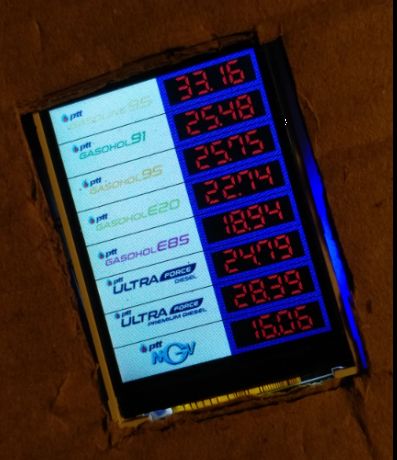 ptt GASOLINE 95 33.16
ptt GASOHOL 91 25.48
ptt GASOHOL 95 25.75
ptt GASOHOL E20 22.74
ptt GASOHOL E85 18.94
ptt ULTRA FORCE DIESEL 24.79
ptt ULTRA FORCE PREMIUM DIESEL 28.39
ptt NGV 16.06